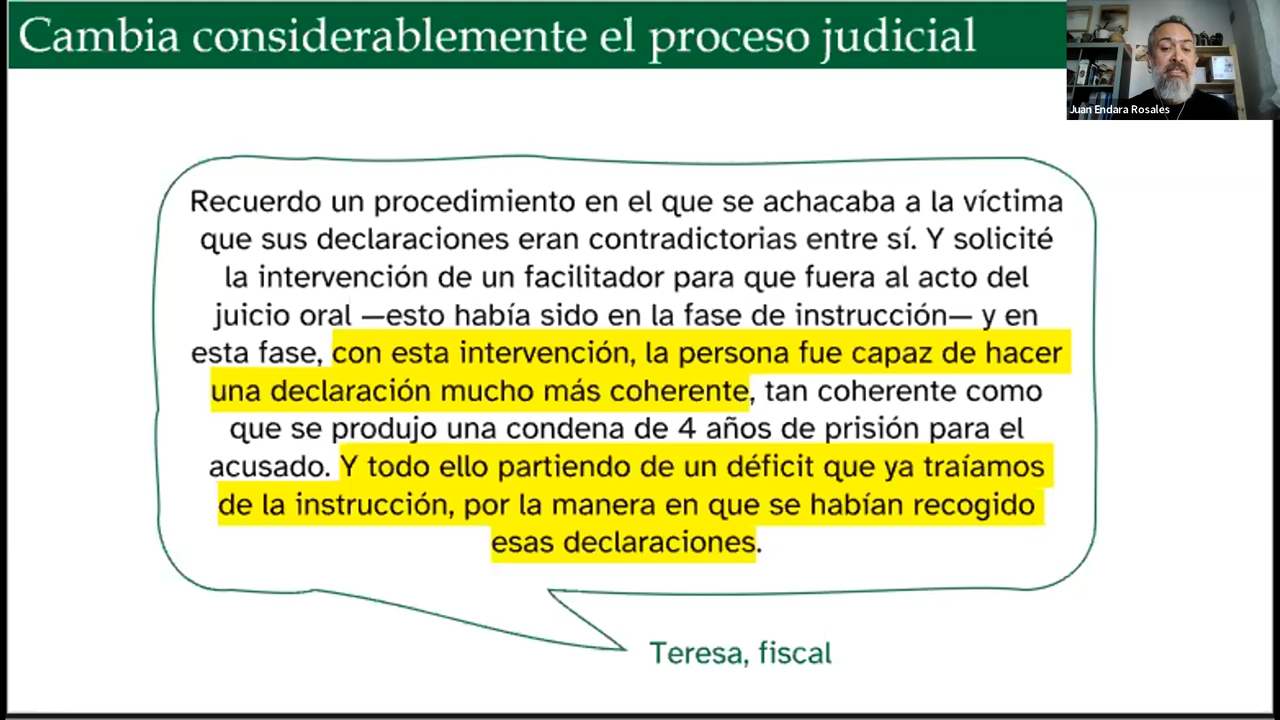 Cambia considerablemente el proceso judicial
Juan Endara Rosales
Recuerdo un procedimiento en el que se achacaba a la víctima
que sus declaraciones eran contradictorias entre sí. Y solicité
la intervención de un facilitador para que fuera al acto del
juicio oral —esto había sido en la fase de instrucción— y en
esta fase, con esta intervención, la persona fue capaz de hacer
una declaración mucho más coherente, tan coherente como
que se produjo una condena de 4 años de prisión para el
acusado. Y todo ello partiendo de un déficit que ya traíamos
de la instrucción, por la manera en que se habían recogido
esas declaraciones.
Teresa, fiscal